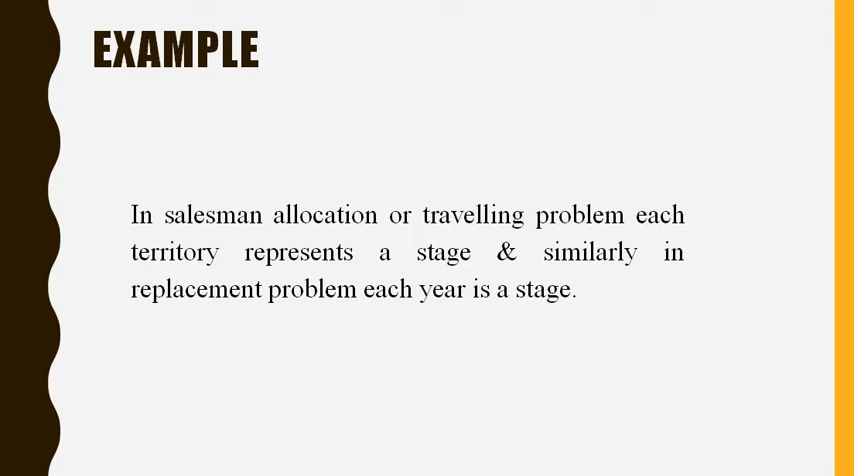 EXAMPLE
In salesman allocation or travelling problem each
territory represents a stage & similarly in
replacement problem each year is a stage.